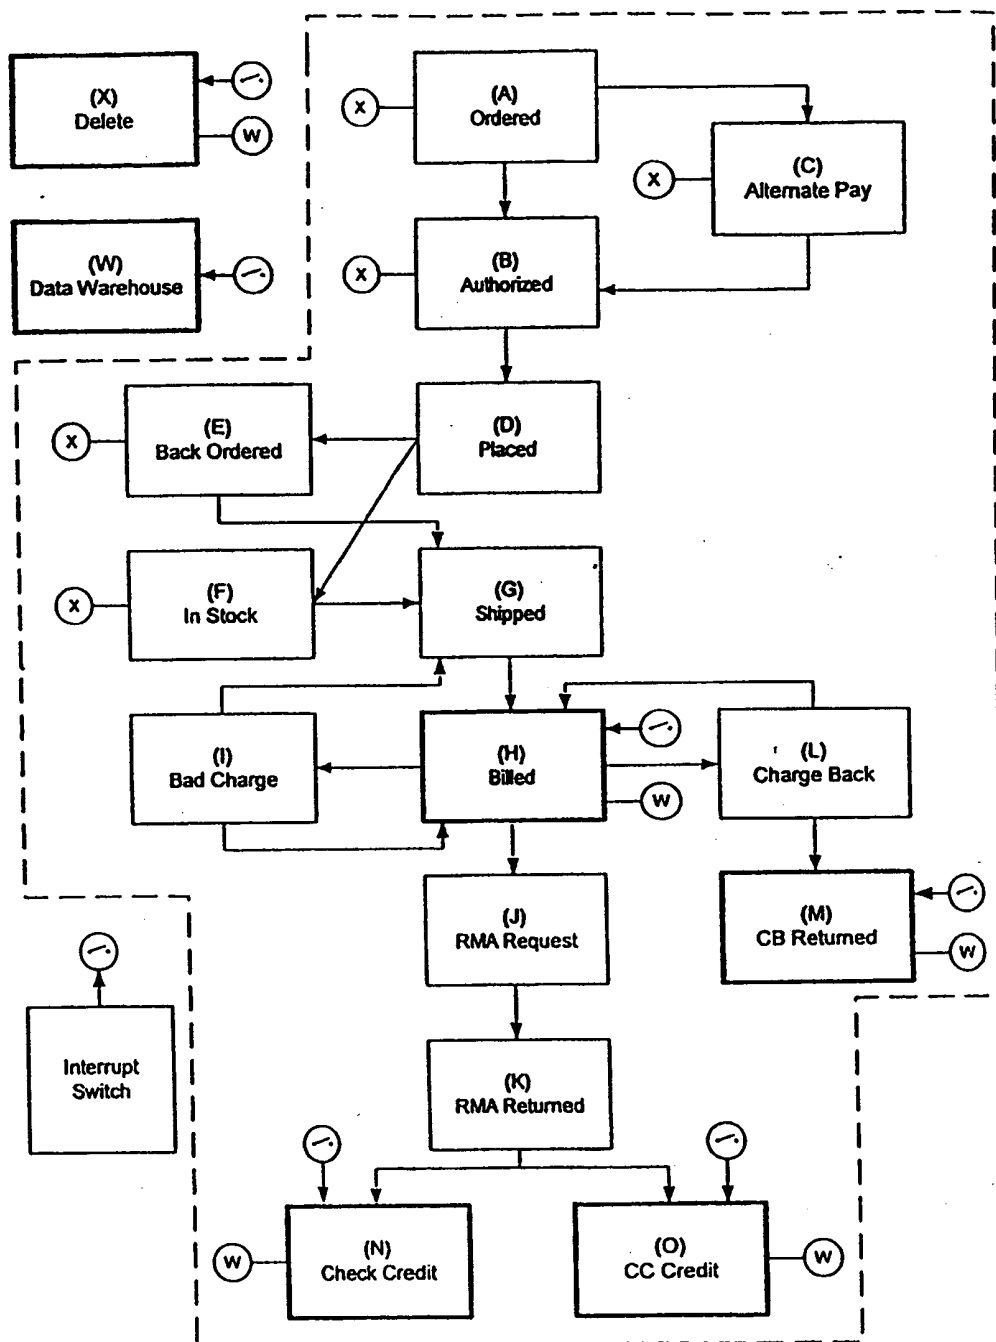 (X)
Delete
W
(W)
Data Warehouse
X
(A)
Ordered
X
(C)
Alternate Pay
X
(B)
Authorized
X
(E)
Back Ordered
(D)
Placed
X
(F)
In Stock
(G)
Shipped
(I)
Bad Charge
(H)
Billed
W
(L)
Charge Back
(J)
RMA Request
(M)
CB Returned
W
Interrupt
Switch
(K)
RMA Returned
W
(N)
Check Credit
(O)
CC Credit
W